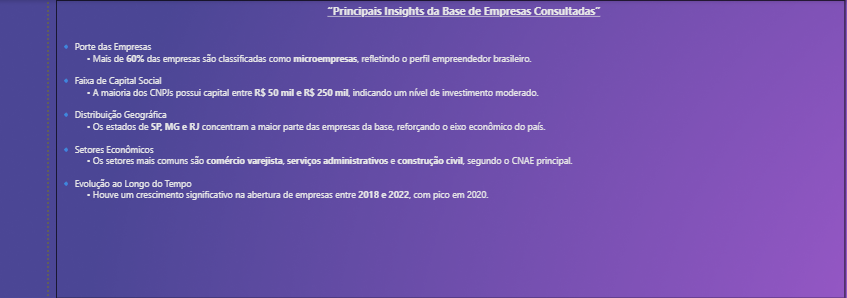 “Principais Insights da Base de Empresas Consultadas”
• Porte das Empresas
▪ Mais de 60% das empresas são classificadas como microempresas, refletindo o perfil empreendedor brasileiro.
• Faixa de Capital Social
▪ A maioria dos CNPJs possui capital entre R$ 50 mil e R$ 250 mil, indicando um nível de investimento moderado.
• Distribuição Geográfica
▪ Os estados de SP, MG e RJ concentram a maior parte das empresas da base, reforçando o eixo econômico do país.
• Setores Econômicos
▪ Os setores mais comuns são comércio varejista, serviços administrativos e construção civil, segundo o CNAE principal.
• Evolução ao Longo do Tempo
▪ Houve um crescimento significativo na abertura de empresas entre 2018 e 2022, com pico em 2020.